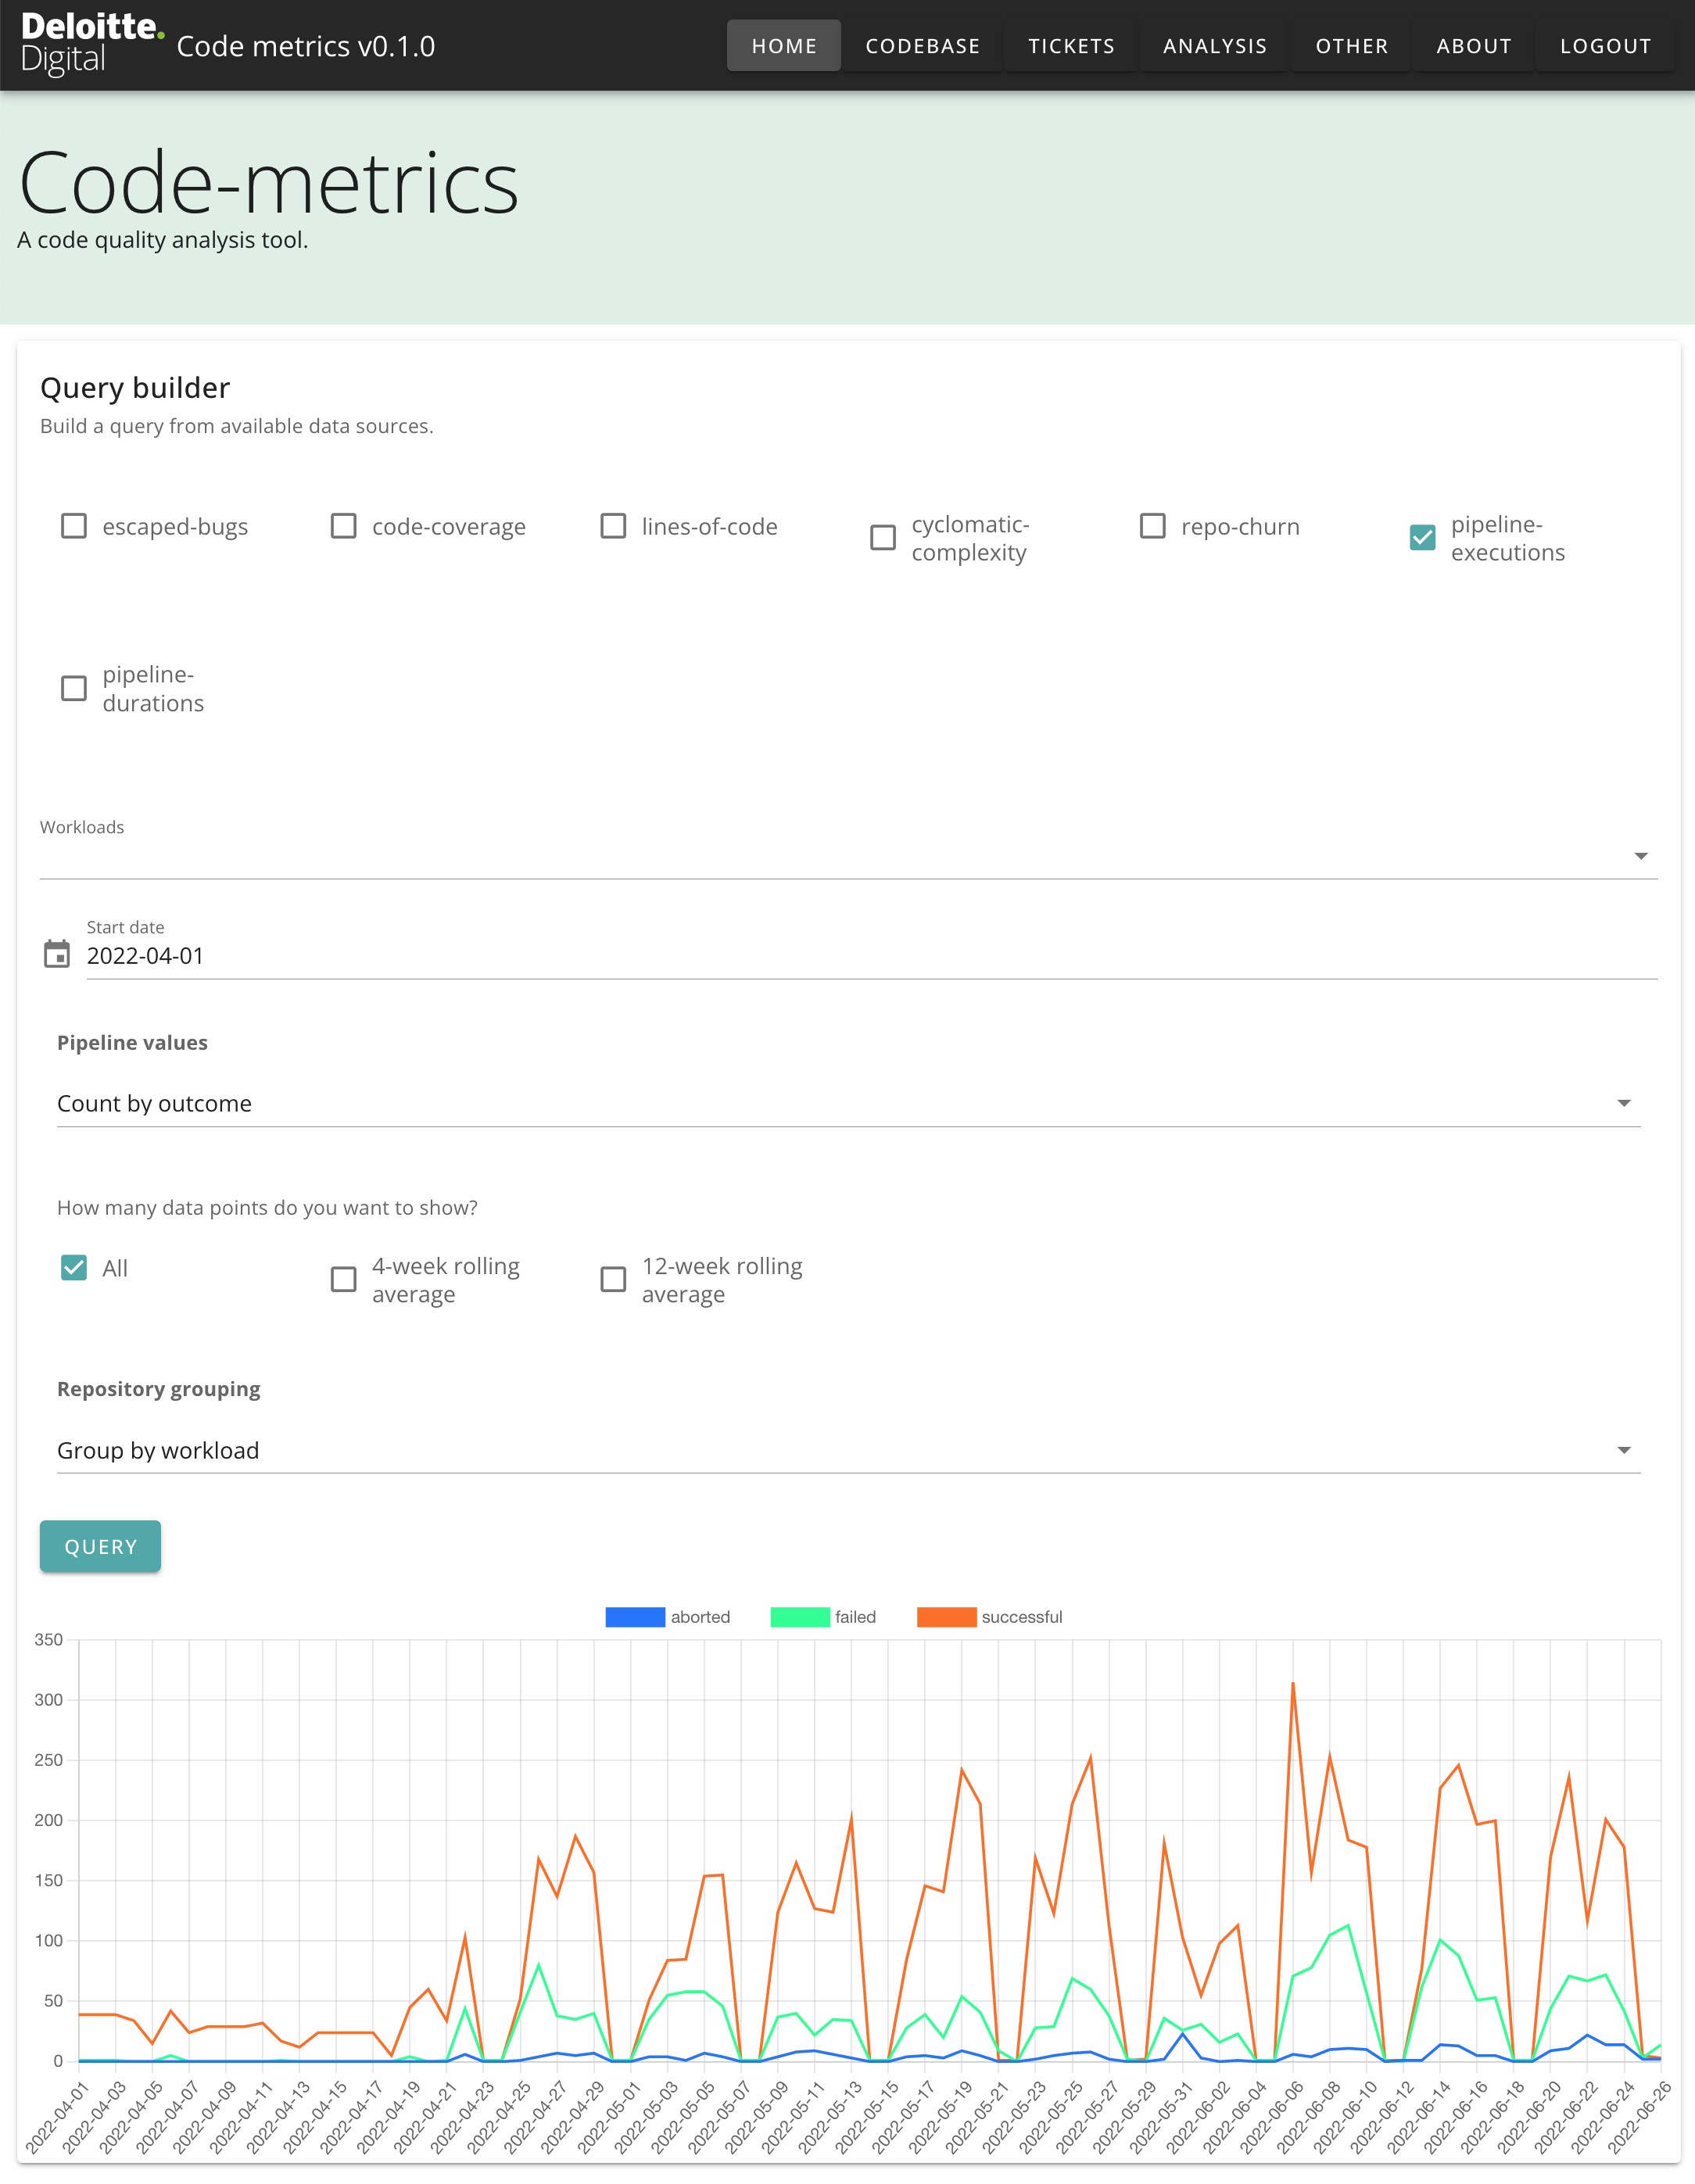 Deloitte.
Digital
Code metrics v0.1.0
HOME CODEBASE TICKETS ANALYSIS OTHER ABOUT LOGOUT
Code-metrics
A code quality analysis tool.
Query builder
Build a query from available data sources.
escaped-bugs
code-coverage
lines-of-code
cyclomatic-
complexity
repo-churn
pipeline-
executions
pipeline-
durations
Workloads
Start date
2022-04-01
Pipeline values
Count by outcome
How many data points do you want to show?
All
4-week rolling
average
12-week rolling
average
Repository grouping
Group by workload
QUERY
aborted failed successful
350
300
250
200
150
100
50
0
2022-04-01
2022-04-03
2022-04-05
2022-04-07
2022-04-09
2022-04-11
2022-04-13
2022-04-15
2022-04-17
2022-04-19
2022-04-21
2022-04-23
2022-04-25
2022-04-27
2022-04-29
2022-05-01
2022-05-03
2022-05-05
2022-05-07
2022-05-09
2022-05-11
2022-05-13
2022-05-15
2022-05-17
2022-05-19
2022-05-21
2022-05-23
2022-05-25
2022-05-27
2022-05-29
2022-05-31
2022-06-02
2022-06-04
2022-06-06
2022-06-08
2022-06-10
2022-06-12
2022-06-14
2022-06-16
2022-06-18
2022-06-20
2022-06-22
2022-06-24
2022-06-26